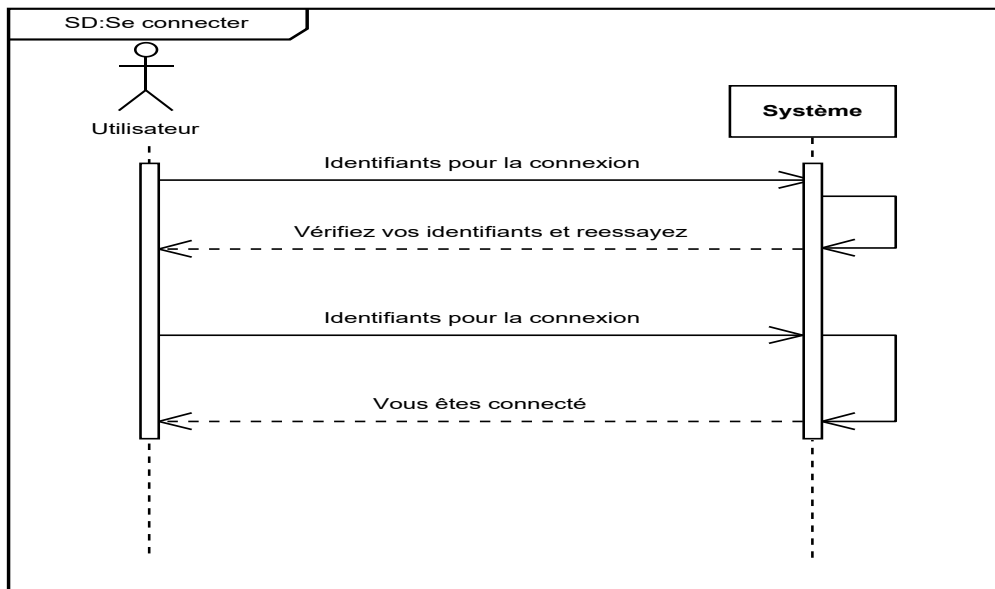 SD:Se connecter
Utilisateur
Système
Identifiants pour la connexion
Vérifiez vos identifiants et reessayez
Identifiants pour la connexion
Vous êtes connecté